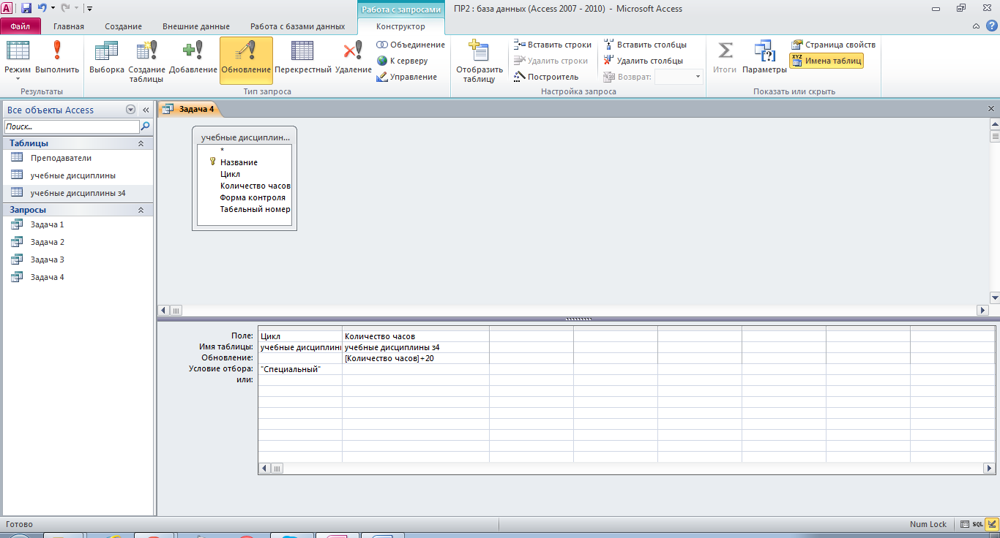 Работа с запросами
ПР2 : база данных (Access 2007 - 2010) - Microsoft Access
Файл Главная Создание Внешние данные Работа с базами данных Конструктор
Режим Выполнить Выборка Создание таблицы Добавление Обновление Перекрестный Удаление
Объединение
К серверу
Управление
Отобразить таблицу
Вставить строки
Удалить строки
Построитель
Вставить столбцы
Удалить столбцы
Возврат:
Итоги Параметры
Страница свойств
Имена таблиц
Результаты Тип запроса Настройка запроса Показать или скрыть
Все объекты Access
Поиск...
Таблицы
Преподаватели
учебные дисциплины
учебные дисциплины з4
Запросы
Задача 1
Задача 2
Задача 3
Задача 4
Задача 4
учебные дисциплин...
*
Название
Цикл
Количество часов
Форма контроля
Табельный номер
Поле: Цикл Количество часов
Имя таблицы: учебные дисциплины учебные дисциплины з4
Обновление: [Количество часов]+20
Условие отбора: "Специальный"
или:
Готово Num Lock SQL